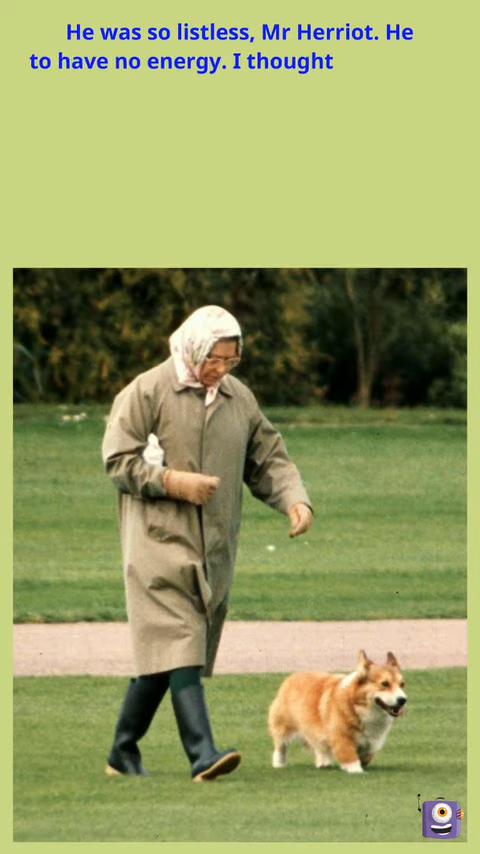 He was so listless, Mr Herriot. He
to have no energy. I thought